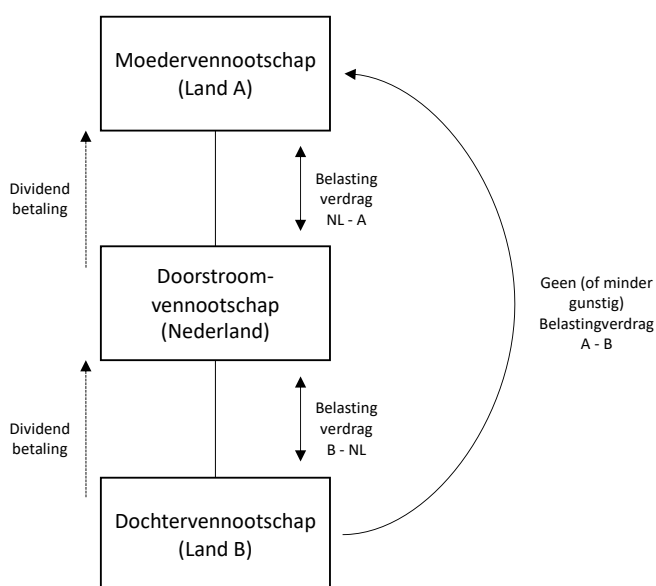 Moedervennootschap
(Land A)
Dividend
betaling
Belasting
verdrag
NL - A
Doorstroom-
vennootschap
(Nederland)
Geen (of minder
gunstig)
Belastingverdrag
A - B
Dividend
betaling
Belasting
verdrag
B - NL
Dochtervennootschap
(Land B)